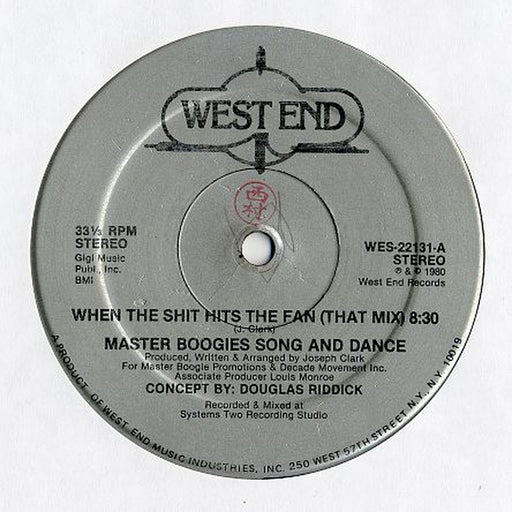 WEST END
西村
33⅓ RPM
STEREO
Gigi Music
Publ., Inc.
BMI
WES-22131-A
STEREO
℗ & © 1980
West End Records
WHEN THE SHIT HITS THE FAN (THAT MIX) 8:30
(J. Clark)
MASTER BOOGIES SONG AND DANCE
Produced, Written & Arranged by Joseph Clark
For Master Boogie Promotions & Decade Movement Inc.
Associate Producer Louis Monroe
CONCEPT BY: DOUGLAS RIDDICK
Recorded & Mixed at
Systems Two Recording Studio
A PRODUCT OF WEST END MUSIC INDUSTRIES, INC. 250 WEST 57TH STREET N.Y., N.Y. 10019